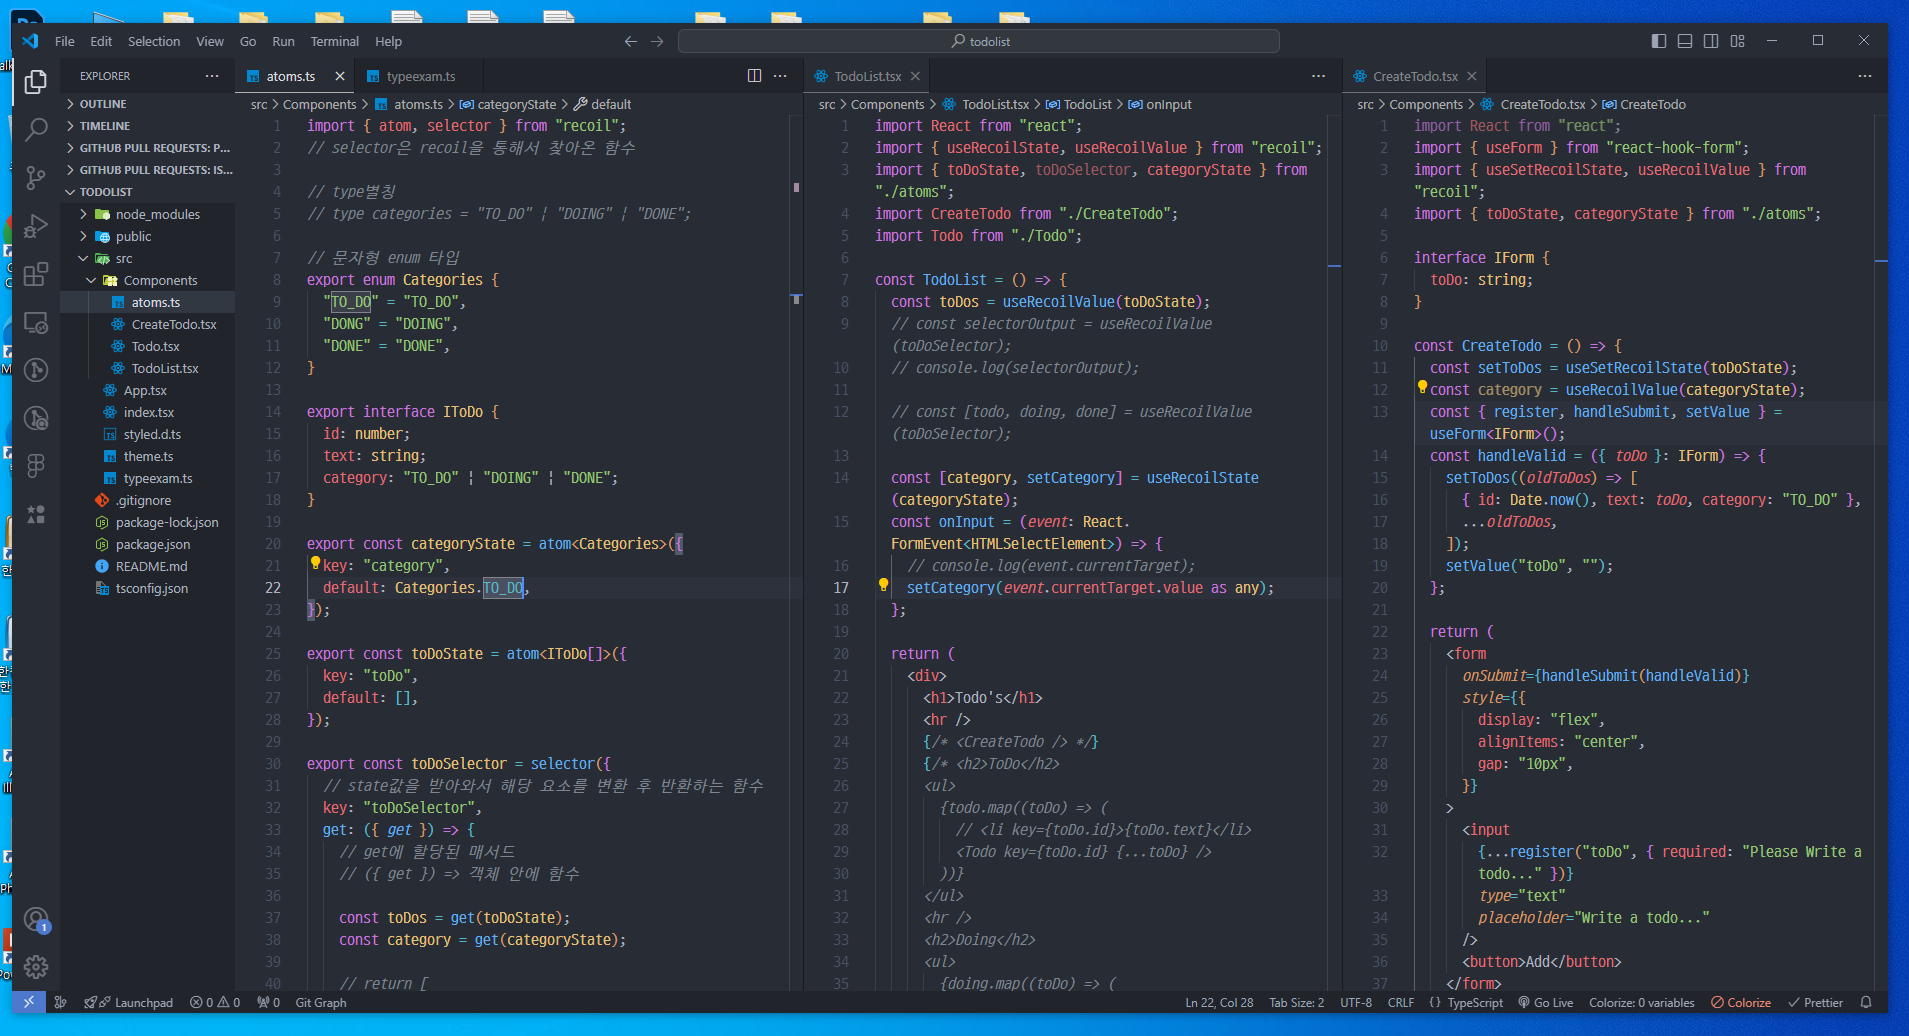 File Edit Selection View Go Run Terminal Help
todolist
EXPLORER
OUTLINE
TIMELINE
GITHUB PULL REQUESTS: P...
GITHUB PULL REQUESTS: IS...
TODOLIST
node_modules
public
src
Components
atoms.ts
CreateTodo.tsx
Todo.tsx
TodoList.tsx
App.tsx
index.tsx
styled.d.ts
theme.ts
typeexam.ts
.gitignore
package-lock.json
package.json
README.md
tsconfig.json
atoms.ts typeexam.ts
src > Components > atoms.ts > categoryState > default
1 import { atom, selector } from "recoil";
2 // selector은 recoil을 통해서 찾아온 함수
3
4 // type별칭
5 // type categories = "TO_DO" | "DOING" | "DONE";
6
7 // 문자형 enum 타입
8 export enum Categories {
9 "TO_DO" = "TO_DO",
10 "DONG" = "DOING",
11 "DONE" = "DONE",
12 }
13
14 export interface IToDo {
15 id: number;
16 text: string;
17 category: "TO_DO" | "DOING" | "DONE";
18 }
19
20 export const categoryState = atom<Categories>({
21 key: "category",
22 default: Categories.TO_DO,
23 });
24
25 export const toDoState = atom<IToDo[]>({
26 key: "toDo",
27 default: [],
28 });
29
30 export const toDoSelector = selector({
31 // state값을 받아와서 해당 요소를 변환 후 반환하는 함수
32 key: "toDoSelector",
33 get: ({ get }) => {
34 // get에 할당된 매서드
35 // ({ get }) => 객체 안에 함수
36
37 const toDos = get(toDoState);
38 const category = get(categoryState);
39
40 // return [
TodoList.tsx
src > Components > TodoList.tsx > TodoList > onInput
1 import React from "react";
2 import { useRecoilState, useRecoilValue } from "recoil";
3 import { toDoState, toDoSelector, categoryState } from
"./atoms";
4 import CreateTodo from "./CreateTodo";
5 import Todo from "./Todo";
6
7 const TodoList = () => {
8 const toDos = useRecoilValue(toDoState);
9 // const selectorOutput = useRecoilValue
(toDoSelector);
10 // console.log(selectorOutput);
11
12 // const [todo, doing, done] = useRecoilValue
(toDoSelector);
13
14 const [category, setCategory] = useRecoilState
(categoryState);
15 const onInput = (event: React.
FormEvent<HTMLSelectElement>) => {
16 // console.log(event.currentTarget);
17 setCategory(event.currentTarget.value as any);
18 };
19
20 return (
21 <div>
22 <h1>Todo's</h1>
23 <hr />
24 {/* <CreateTodo /> */}
25 {/* <h2>ToDo</h2>
26 <ul>
27 {todo.map((toDo) => (
28 // <li key={toDo.id}>{toDo.text}</li>
29 <Todo key={toDo.id} {...toDo} />
30 ))}
31 </ul>
32 <hr />
33 <h2>Doing</h2>
34 <ul>
35 {doing.map((toDo) => (
CreateTodo.tsx
src > Components > CreateTodo.tsx > CreateTodo
1 import React from "react";
2 import { useForm } from "react-hook-form";
3 import { useSetRecoilState, useRecoilValue } from
"recoil";
4 import { toDoState, categoryState } from "./atoms";
5
6 interface IForm {
7 toDo: string;
8 }
9
10 const CreateTodo = () => {
11 const setToDos = useSetRecoilState(toDoState);
12 const category = useRecoilValue(categoryState);
13 const { register, handleSubmit, setValue } =
useForm<IForm>();
14 const handleValid = ({ toDo }: IForm) => {
15 setToDos((oldToDos) => [
16 { id: Date.now(), text: toDo, category: "TO_DO" },
17 ...oldToDos,
18 ]);
19 setValue("toDo", "");
20 };
21
22 return (
23 <form
24 onSubmit={handleSubmit(handleValid)}
25 style={{
26 display: "flex",
27 alignItems: "center",
28 gap: "10px",
29 }}
30 >
31 <input
32 {...register("toDo", { required: "Please Write a
todo..." })}
33 type="text"
34 placeholder="Write a todo..."
35 />
36 <button>Add</button>
37 </form>
1
Launchpad 0 0 0 Git Graph
Ln 22, Col 28 Tab Size: 2 UTF-8 CRLF {} TypeScript Go Live Colorize: 0 variables Colorize Prettier